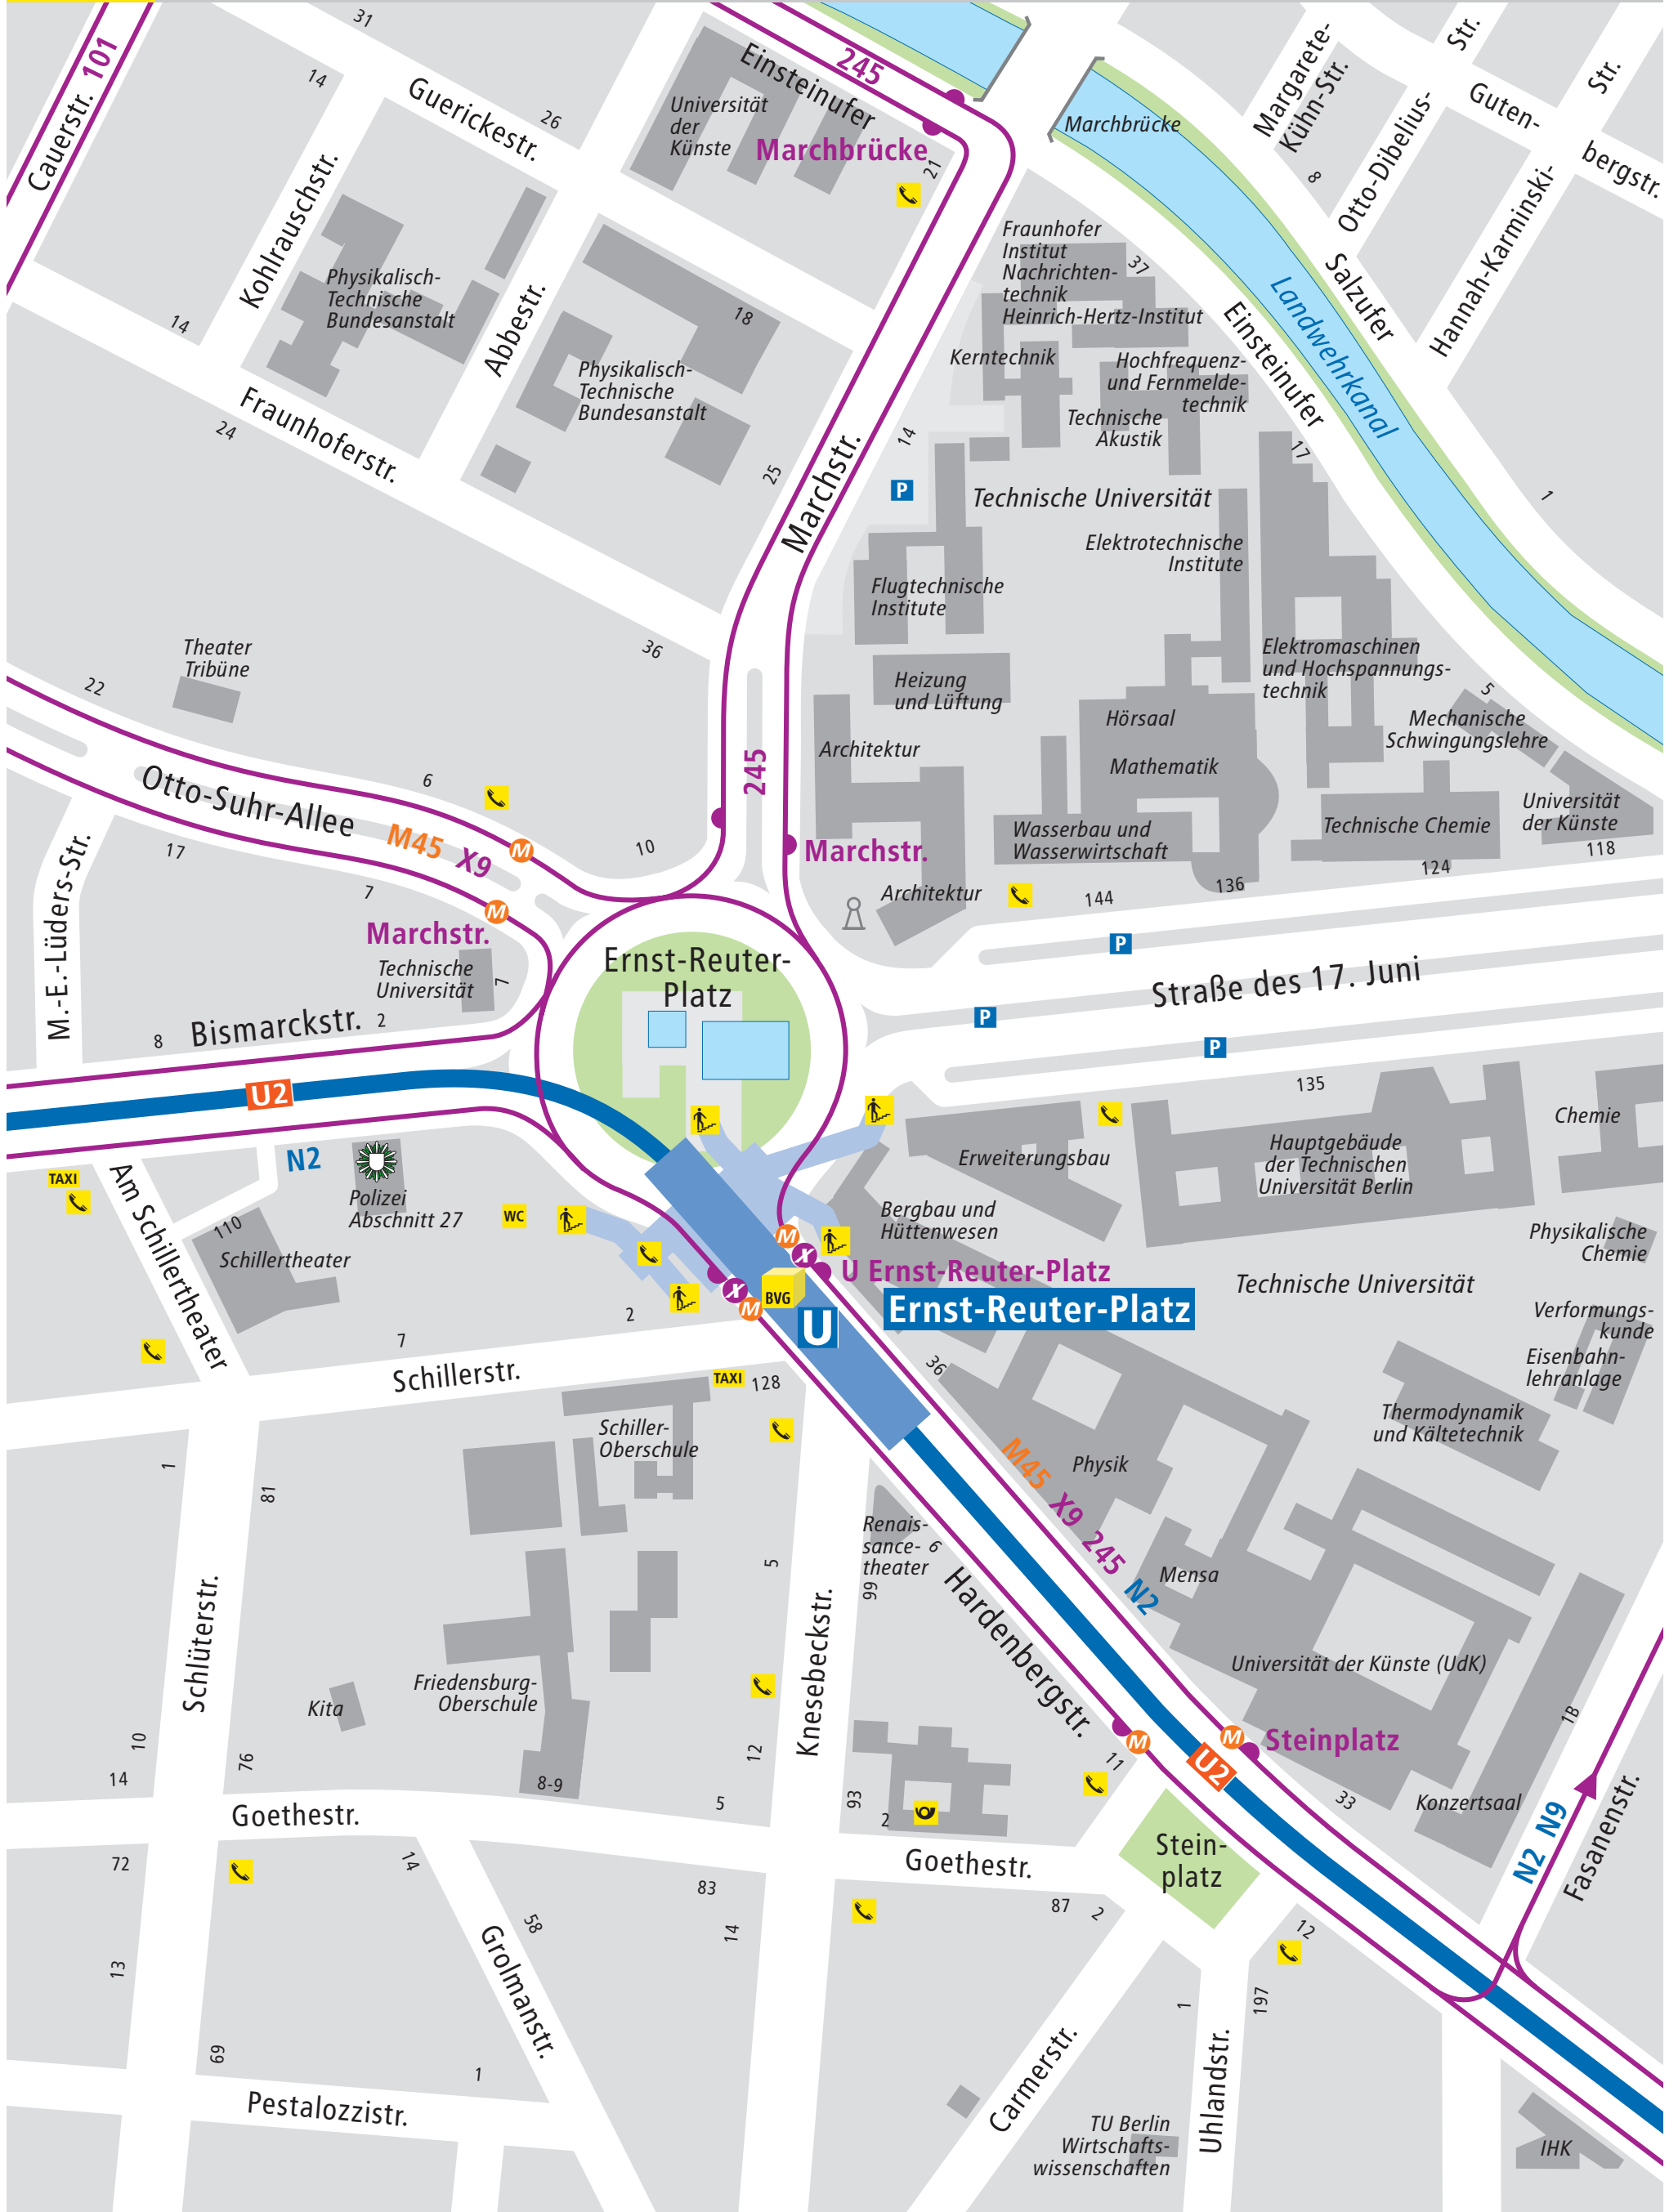 Cauerstr. 101
31
14
Guerickestr.
26
Kohlrauschstr.
Universität
der
Künste
Einsteinufer
245
Marchbrücke
21
Marchbrücke
Margarete-
Kühn-Str.
8
Otto-Dibelius-
Str.
Guten-
bergstr.
Hannah-Karminski-
Str.
Salzufer
Landwehrkanal
Einsteinufer
37
17
1
5
Physikalisch-
Technische
Bundesanstalt
Abbestr.
18
Physikalisch-
Technische
Bundesanstalt
14
24
Fraunhoferstr.
25
36
Marchstr.
14
P
Fraunhofer
Institut
Nachrichten-
technik
Heinrich-Hertz-Institut
Kerntechnik
Hochfrequenz-
und Fernmelde-
technik
Technische
Akustik
Technische Universität
Elektrotechnische
Institute
Flugtechnische
Institute
Heizung
und Lüftung
Elektromaschinen
und Hochspannungs-
technik
Hörsaal
Mathematik
Mechanische
Schwingungslehre
Architektur
Wasserbau und
Wasserwirtschaft
Technische Chemie
Universität
der Künste
118
124
136
144
Architektur
Theater
Tribüne
22
6
Otto-Suhr-Allee
M45 X9
M
M
10
245
Marchstr.
17
7
Marchstr.
Technische
Universität
7
M.-E.-Lüders-Str.
Bismarckstr.
2
8
Ernst-Reuter-
Platz
P
P
P
Straße des 17. Juni
135
U2
N2
TAXI
Polizei
Abschnitt 27
WC
110
Schillertheater
Am Schillertheater
2
7
Schillerstr.
Erweiterungsbau
Bergbau und
Hüttenwesen
Hauptgebäude
der Technischen
Universität Berlin
Chemie
Physikalische
Chemie
Technische Universität
Verformungs-
kunde
Eisenbahn-
lehranlage
Thermodynamik
und Kältetechnik
M
X
X
M
BVG
U
U Ernst-Reuter-Platz
Ernst-Reuter-Platz
36
TAXI
128
Schiller-
Oberschule
Physik
M45 X9 245 N2
Mensa
Renais-
sance-
theater
6
99
5
1
81
Schlüterstr.
Knesebeckstr.
Hardenbergstr.
Universität der Künste (UdK)
Friedensburg-
Oberschule
Kita
10
14
76
8-9
5
12
93
2
11
M
M
Steinplatz
U2
33
Konzertsaal
1B
N2 N9
Fasanenstr.
Goethestr.
72
14
83
14
Goethestr.
87
2
Stein-
platz
12
58
Grolmanstr.
13
69
1
Pestalozzistr.
Carmerstr.
1
197
Uhlandstr.
TU Berlin
Wirtschafts-
wissenschaften
IHK